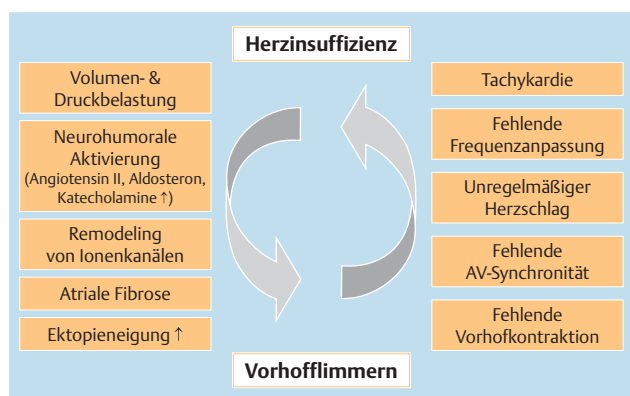 Herzinsuffizienz
Volumen- &
Druckbelastung
Neurohumorale
Aktivierung
(Angiotensin II, Aldosteron,
Katecholamine ↑)
Remodeling
von Ionenkanälen
Atriale Fibrose
Ektopieneigung ↑
Tachykardie
Fehlende
Frequenzanpassung
Unregelmäßiger
Herzschlag
Fehlende
AV-Synchronität
Fehlende
Vorhofkontraktion
Vorhofflimmern